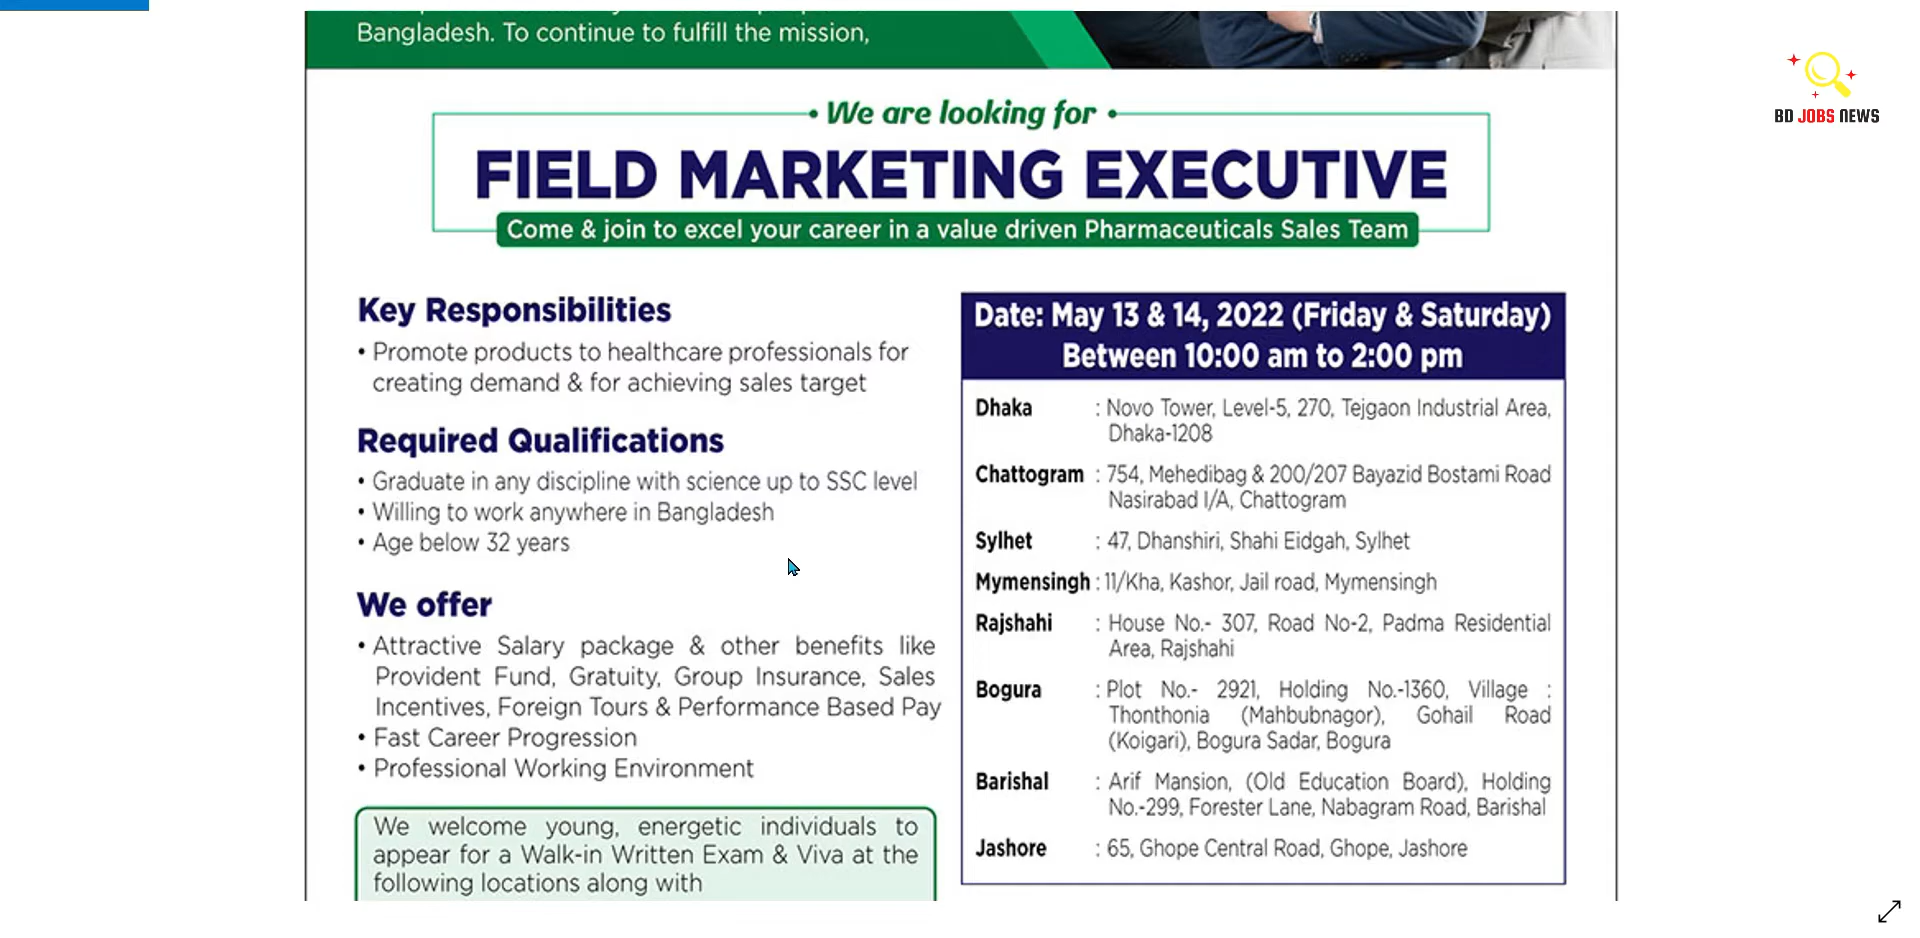 Bangladesh. To continue to fulfill the mission,
BD JOBS NEWS
• We are looking for •
FIELD MARKETING EXECUTIVE
Come & join to excel your career in a value driven Pharmaceuticals Sales Team
Key Responsibilities
• Promote products to healthcare professionals for
creating demand & for achieving sales target
Required Qualifications
• Graduate in any discipline with science up to SSC level
• Willing to work anywhere in Bangladesh
• Age below 32 years
We offer
• Attractive Salary package & other benefits like
Provident Fund, Gratuity, Group Insurance, Sales
Incentives, Foreign Tours & Performance Based Pay
• Fast Career Progression
• Professional Working Environment
We welcome young, energetic individuals to
appear for a Walk-in Written Exam & Viva at the
following locations along with
Date: May 13 & 14, 2022 (Friday & Saturday)
Between 10:00 am to 2:00 pm
Dhaka : Novo Tower, Level-5, 270, Tejgaon Industrial Area,
Dhaka-1208
Chattogram : 754, Mehedibag & 200/207 Bayazid Bostami Road
Nasirabad I/A, Chattogram
Sylhet : 47, Dhanshiri, Shahi Eidgah, Sylhet
Mymensingh : 11/Kha, Kashor, Jail road, Mymensingh
Rajshahi : House No.- 307, Road No-2, Padma Residential
Area, Rajshahi
Bogura : Plot No.- 2921, Holding No.-1360, Village :
Thonthonia (Mahbubnagor), Gohail Road
(Koigari), Bogura Sadar, Bogura
Barishal : Arif Mansion, (Old Education Board), Holding
No.-299, Forester Lane, Nabagram Road, Barishal
Jashore : 65, Ghope Central Road, Ghope, Jashore